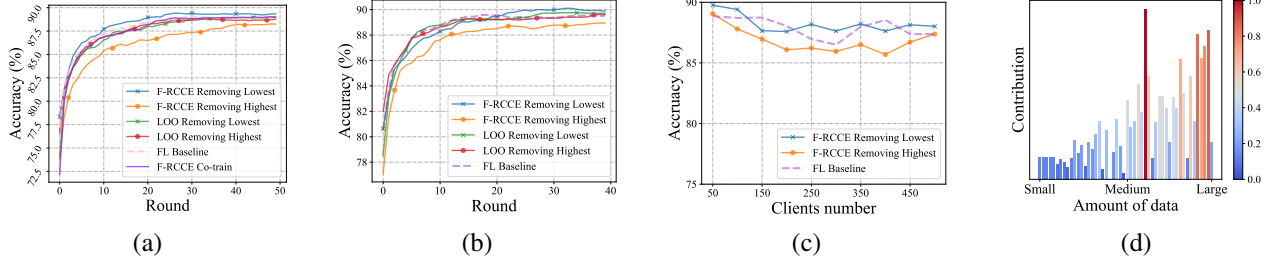 90.0
87.5
85.0
82.5
80.0
77.5
75.0
72.5
Accuracy (%)
F-RCCE Removing Lowest
F-RCCE Removing Highest
LOO Removing Lowest
LOO Removing Highest
FL Baseline
F-RCCE Co-train
0 10 20 30 40 50
Round
(a)
90
88
86
84
82
80
78
Accuracy (%)
F-RCCE Removing Lowest
F-RCCE Removing Highest
LOO Removing Lowest
LOO Removing Highest
FL Baseline
0 10 20 30 40
Round
(b)
90
85
80
75
Accruacy (%)
F-RCCE Removing Lowest
F-RCCE Removing Highest
FL Baseline
50 150 250 350 450
Clients number
(c)
Contribution
Small Medium Large
Amount of data
1.0
0.8
0.6
0.4
0.2
0.0
(d)